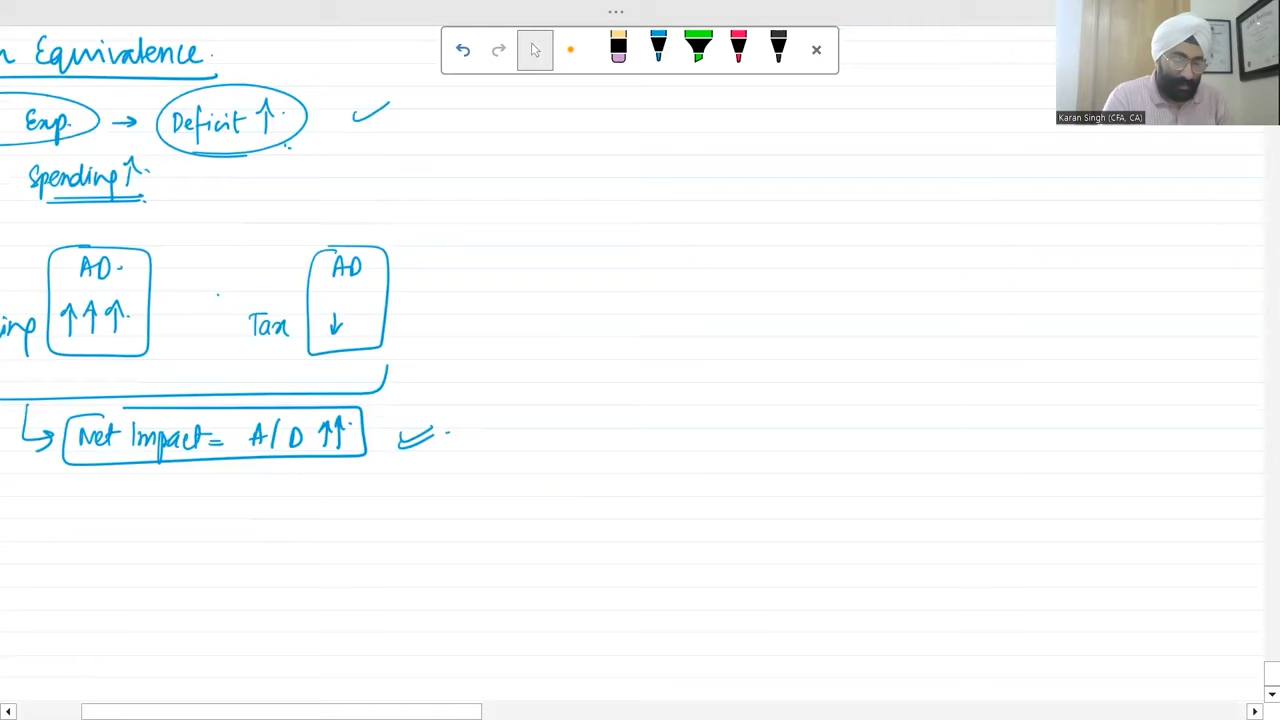 n Equivalence.
Exp. → Deficit ↑
Spending ↑
AD
AD
↑↑↑
Tax
↓
Net Impact = A/D ↑↑
Karan Singh (CFA, CA)